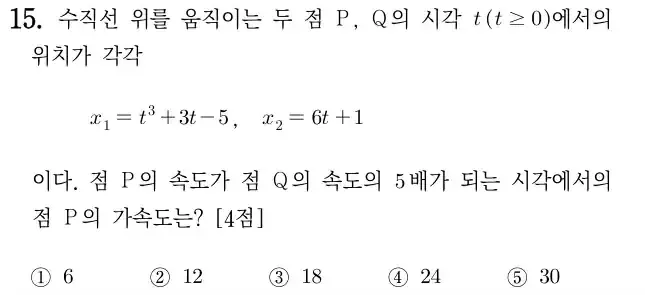 15. 수직선 위를 움직이는 두 점 P, Q의 시각 t(t≥0)에서의
위치가 각각
x₁ = t³+3t−5, x₂ = 6t+1
이다. 점 P의 속도가 점 Q의 속도의 5배가 되는 시각에서의
점 P의 가속도는? [4점]
① 6 ② 12 ③ 18 ④ 24 ⑤ 30